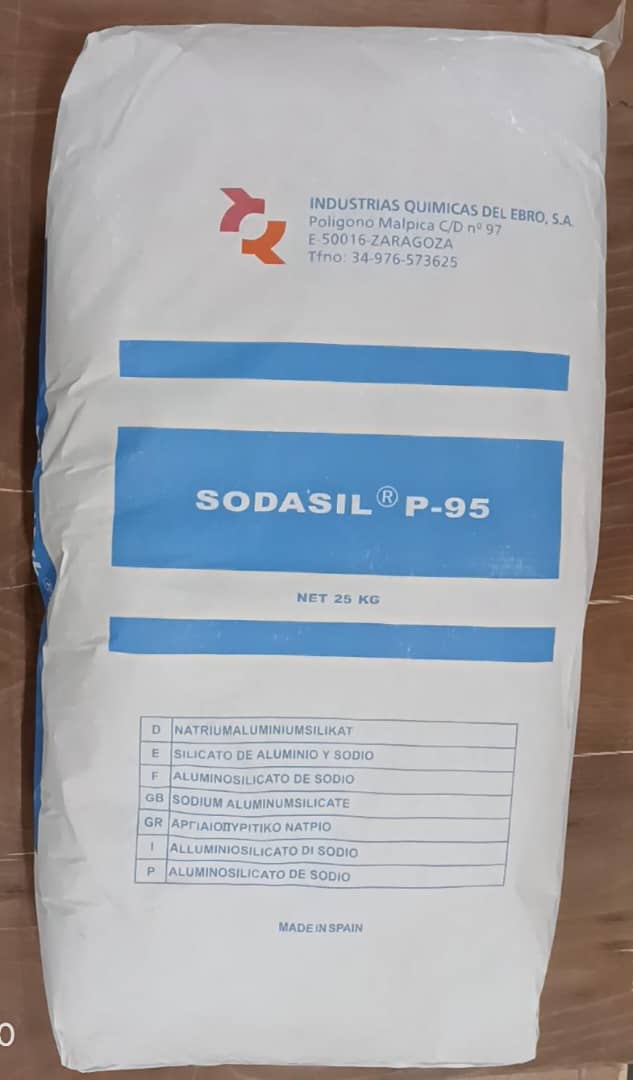 INDUSTRIAS QUIMICAS DEL EBRO, S.A.
Poligono Malpica C/D nº 97
E-50016-ZARAGOZA
Tfno: 34-976-573625
SODASIL® P-95
NET 25 KG
D NATRIUMALUMINIUMSILIKAT
E SILICATO DE ALUMINIO Y SODIO
F ALUMINOSILICATO DE SODIO
GB SODIUM ALUMINUMSILICATE
GR ΑΡΓΙΑΙΟΠΥΡΙΤΙΚΟ ΝΑΤΡΙΟ
I ALLUMINIOSILICATO DI SODIO
P ALUMINOSILICATO DE SODIO
MADE IN SPAIN